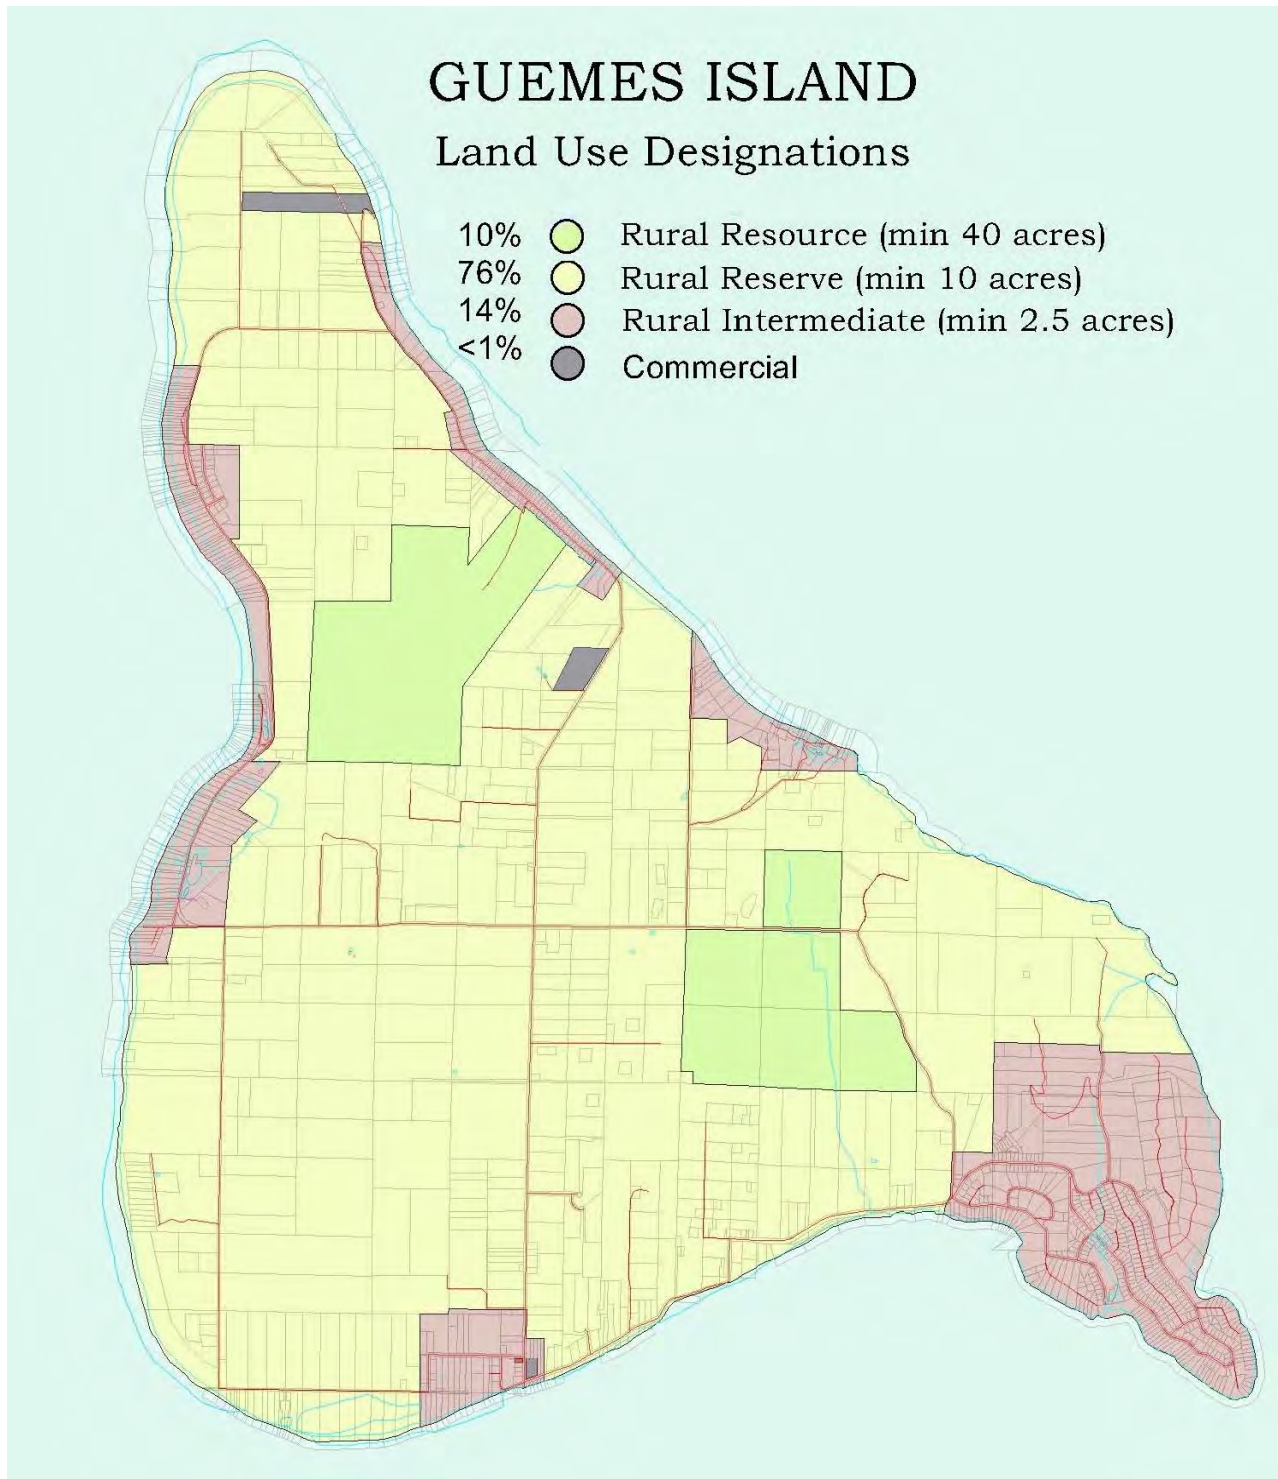 GUEMES ISLAND
Land Use Designations
10% Rural Resource (min 40 acres)
76% Rural Reserve (min 10 acres)
14% Rural Intermediate (min 2.5 acres)
<1% Commercial